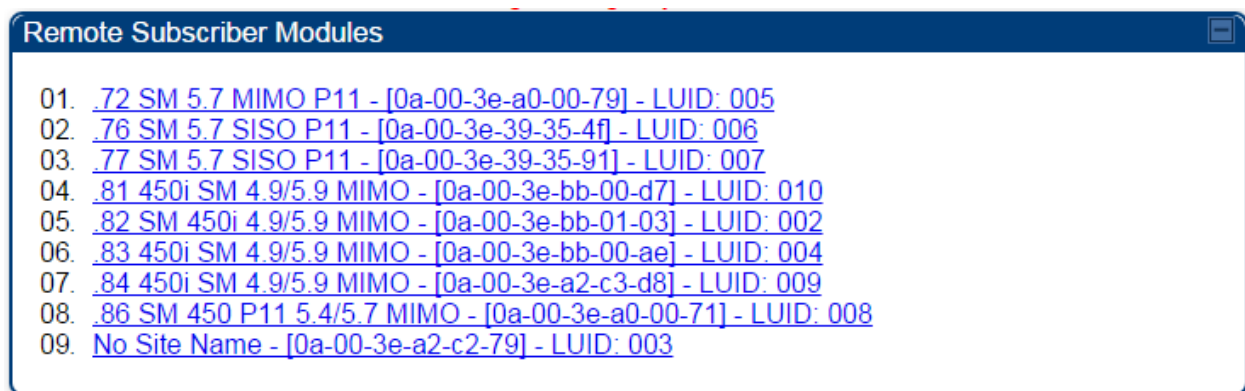 Remote Subscriber Modules
01. .72 SM 5.7 MIMO P11 - [0a-00-3e-a0-00-79] - LUID: 005
02. .76 SM 5.7 SISO P11 - [0a-00-3e-39-35-4f] - LUID: 006
03. .77 SM 5.7 SISO P11 - [0a-00-3e-39-35-91] - LUID: 007
04. .81 450i SM 4.9/5.9 MIMO - [0a-00-3e-bb-00-d7] - LUID: 010
05. .82 SM 450i 4.9/5.9 MIMO - [0a-00-3e-bb-01-03] - LUID: 002
06. .83 450i SM 4.9/5.9 MIMO - [0a-00-3e-bb-00-ae] - LUID: 004
07. .84 450i SM 4.9/5.9 MIMO - [0a-00-3e-a2-c3-d8] - LUID: 009
08. .86 SM 450 P11 5.4/5.7 MIMO - [0a-00-3e-a0-00-71] - LUID: 008
09. No Site Name - [0a-00-3e-a2-c2-79] - LUID: 003